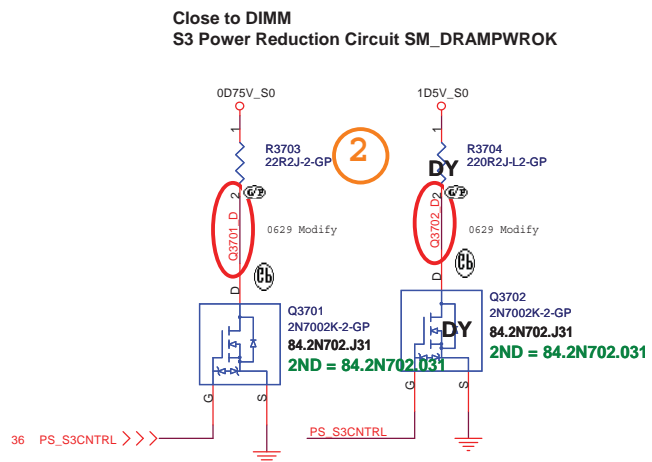 Close to DIMM
S3 Power Reduction Circuit SM_DRAMPWROK
0D75V_S0
1
R3703
22R2J-2-GP
2
2
G/P
Q3701_D
0629 Modify
Pb
D
Q3701
2N7002K-2-GP
84.2N702.J31
2ND = 84.2N702.031
G
S
36 PS_S3CNTRL
1D5V_S0
1
R3704
220R2J-L2-GP
DY
2
G/P
Q3702_D
0629 Modify
Pb
D
Q3702
2N7002K-2-GP
DY
84.2N702.J31
2ND = 84.2N702.031
G
S
PS_S3CNTRL